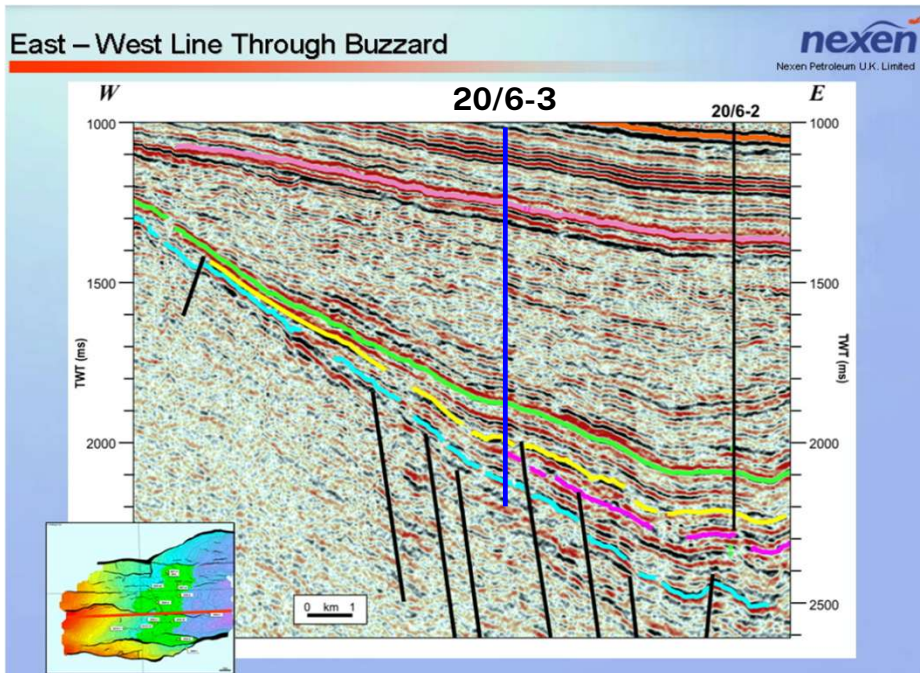 East – West Line Through Buzzard
nexen
Nexen Petroleum U.K. Limited
W
20/6-3
20/6-2
E
1000
1000
1500
1500
TWT (ms)
TWT (ms)
2000
2000
2500
2500
0 km 1